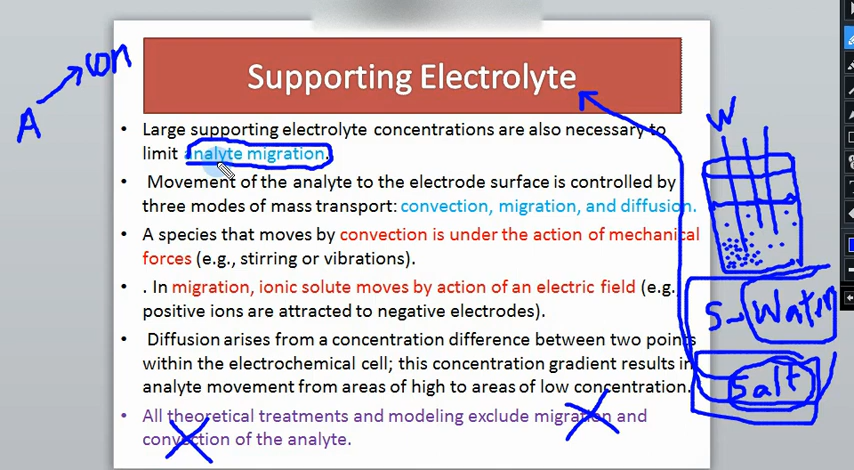 ion
A
Supporting Electrolyte
• Large supporting electrolyte concentrations are also necessary to
limit analyte migration.
• Movement of the analyte to the electrode surface is controlled by
three modes of mass transport: convection, migration, and diffusion.
• A species that moves by convection is under the action of mechanical
forces (e.g., stirring or vibrations).
• . In migration, ionic solute moves by action of an electric field (e.g.,
positive ions are attracted to negative electrodes).
• Diffusion arises from a concentration difference between two points
within the electrochemical cell; this concentration gradient results in
analyte movement from areas of high to areas of low concentration.
• All theoretical treatments and modeling exclude migration and
convection of the analyte.
W
S- Water
Salt